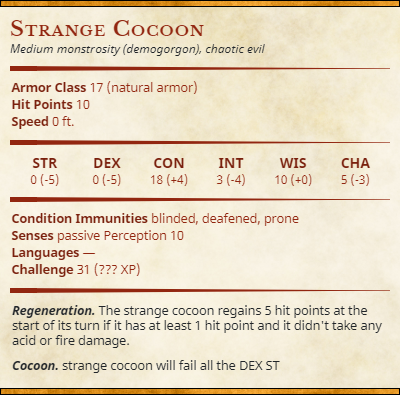 Strange Cocoon
Medium monstrosity (demogorgon), chaotic evil
Armor Class 17 (natural armor)
Hit Points 10
Speed 0 ft.
STR DEX CON INT WIS CHA
0 (-5) 0 (-5) 18 (+4) 3 (-4) 10 (+0) 5 (-3)
Condition Immunities blinded, deafened, prone
Senses passive Perception 10
Languages —
Challenge 31 (??? XP)
Regeneration. The strange cocoon regains 5 hit points at the
start of its turn if it has at least 1 hit point and it didn't take any
acid or fire damage.
Cocoon. strange cocoon will fail all the DEX ST